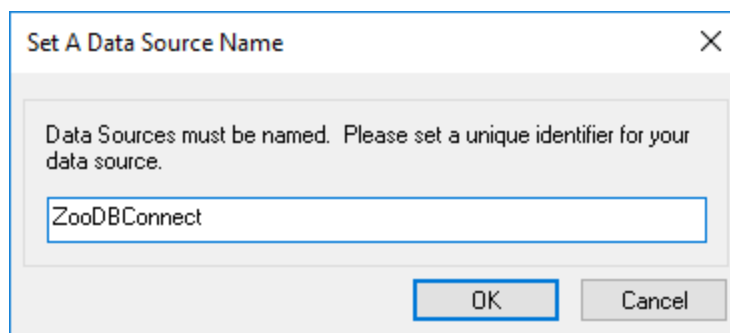 Set A Data Source Name
Data Sources must be named.  Please set a unique identifier for your
data source.
ZooDBConnect
OK
Cancel